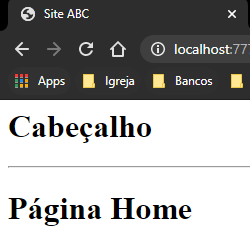 Site ABC
localhost:77
Apps Igreja Bancos
Cabeçalho
Página Home